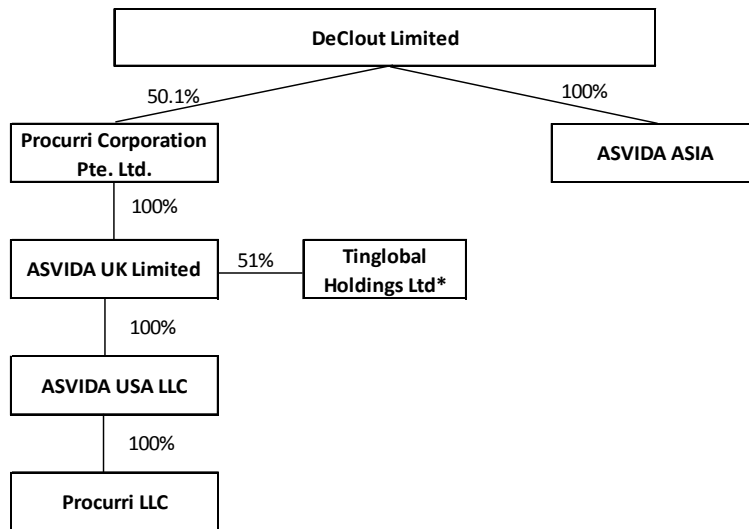 DeClout Limited
50.1%
100%
Procurri Corporation
Pte. Ltd.
ASVIDA ASIA
100%
ASVIDA UK Limited
51%
Tinglobal
Holdings Ltd*
100%
ASVIDA USA LLC
100%
Procurri LLC